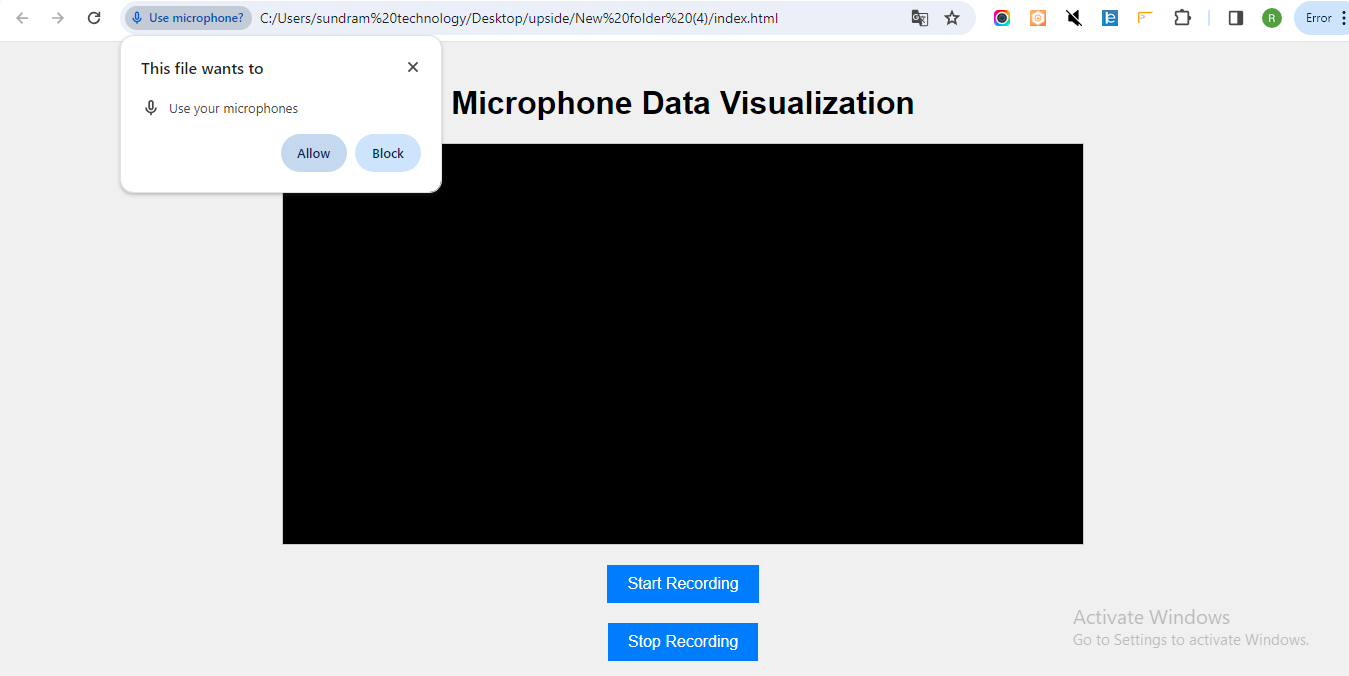 Use microphone?
C:/Users/sundram%20technology/Desktop/upside/New%20folder%20(4)/index.html
R
Error
This file wants to
Use your microphones
Allow
Block
Microphone Data Visualization
Start Recording
Stop Recording
Activate Windows
Go to Settings to activate Windows.